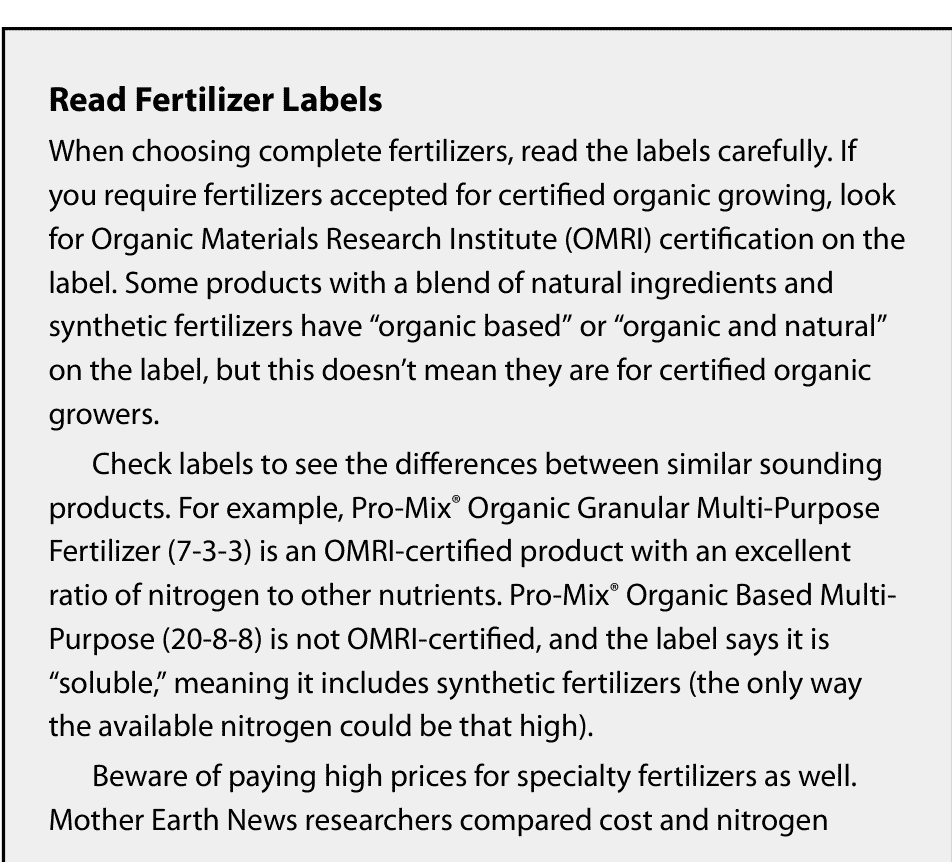 Read Fertilizer Labels
When choosing complete fertilizers, read the labels carefully. If
you require fertilizers accepted for certified organic growing, look
for Organic Materials Research Institute (OMRI) certification on the
label. Some products with a blend of natural ingredients and
synthetic fertilizers have “organic based” or “organic and natural”
on the label, but this doesn’t mean they are for certified organic
growers.
Check labels to see the differences between similar sounding
products. For example, Pro-Mix® Organic Granular Multi-Purpose
Fertilizer (7-3-3) is an OMRI-certified product with an excellent
ratio of nitrogen to other nutrients. Pro-Mix® Organic Based Multi-
Purpose (20-8-8) is not OMRI-certified, and the label says it is
“soluble,” meaning it includes synthetic fertilizers (the only way
the available nitrogen could be that high).
Beware of paying high prices for specialty fertilizers as well.
Mother Earth News researchers compared cost and nitrogen